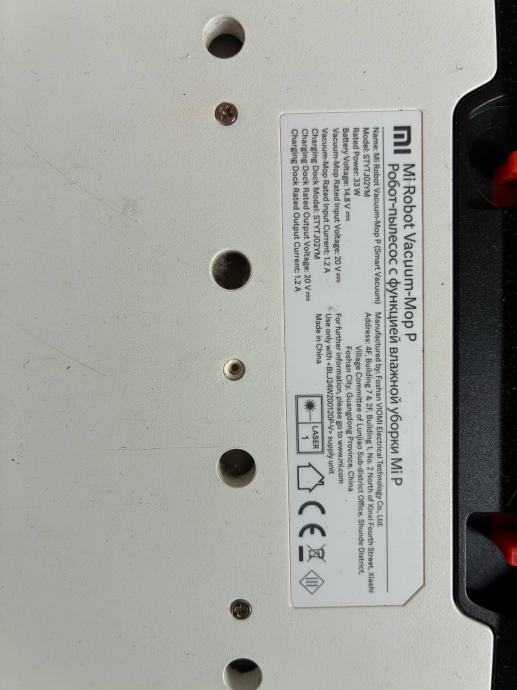 mi
Mi Robot Vacuum-Mop P
Робот-пылесос с функцией влажной уборки Mi P
Name: Mi Robot Vacuum-Mop P (Smart Vacuum)
Model: STYTJ02YM
Rated Power: 33 W
Battery Voltage: 14.8 V
Vacuum-Mop Rated Input Voltage: 20 V
Vacuum-Mop Rated Input Current: 1.2 A
Charging Dock Model: STYTJ02YM
Charging Dock Rated Output Voltage: 20 V
Charging Dock Rated Output Current: 1.2 A
Manufactured by: Foshan VIOMI Electrical Technology Co., Ltd.
Address: 4F, Building 7 & 2F, Building 1, No. 2 North of Xinxi Fourth Street, Xiashi
Village Committee of Lunjiao Sub-district Office, Shunde District,
Foshan City, Guangdong Province, China
For further information, please go to www.mi.com
Use only with <BLJ24W200120P-V> supply unit
Made in China
LASER
1
CE